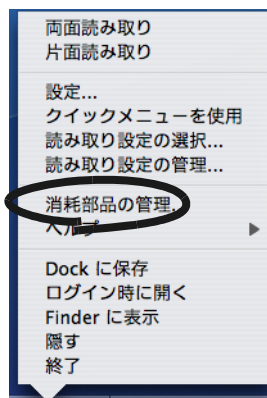 両面読み取り
片面読み取り
設定...
クイックメニューを使用
読み取り設定の選択...
読み取り設定の管理...
消耗部品の管理...
ヘルプ
Dock に保存
ログイン時に開く
Finder に表示
隠す
終了